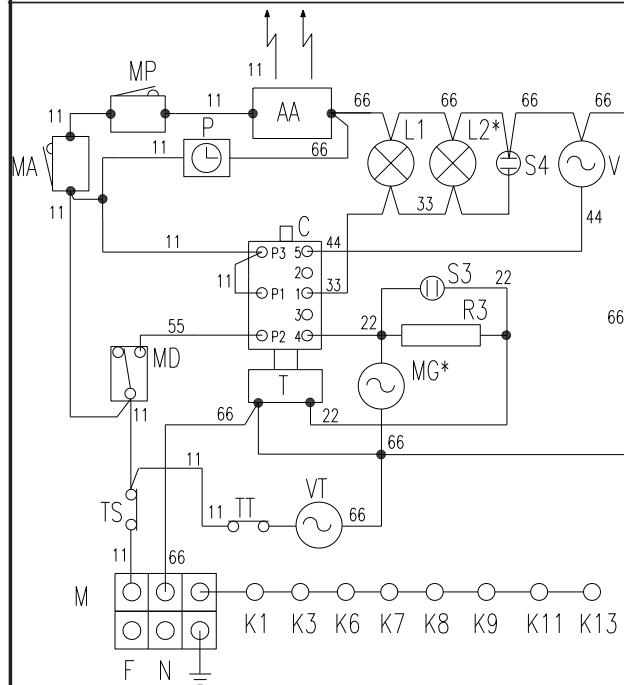 MP
11
11
11
AA
66
66
66
66
P
L1
L2*
MA
11
66
S4
V
11
33
44
C
11
P3
5
44
2
11
P1
1
33
S3
22
3
R3
66
55
P2
4
22
MD
MG*
T
11
66
22
66
11
VT
TS
11
TT
66
11
66
M
K1
K3
K6
K7
K8
K9
K11
K13
F
N